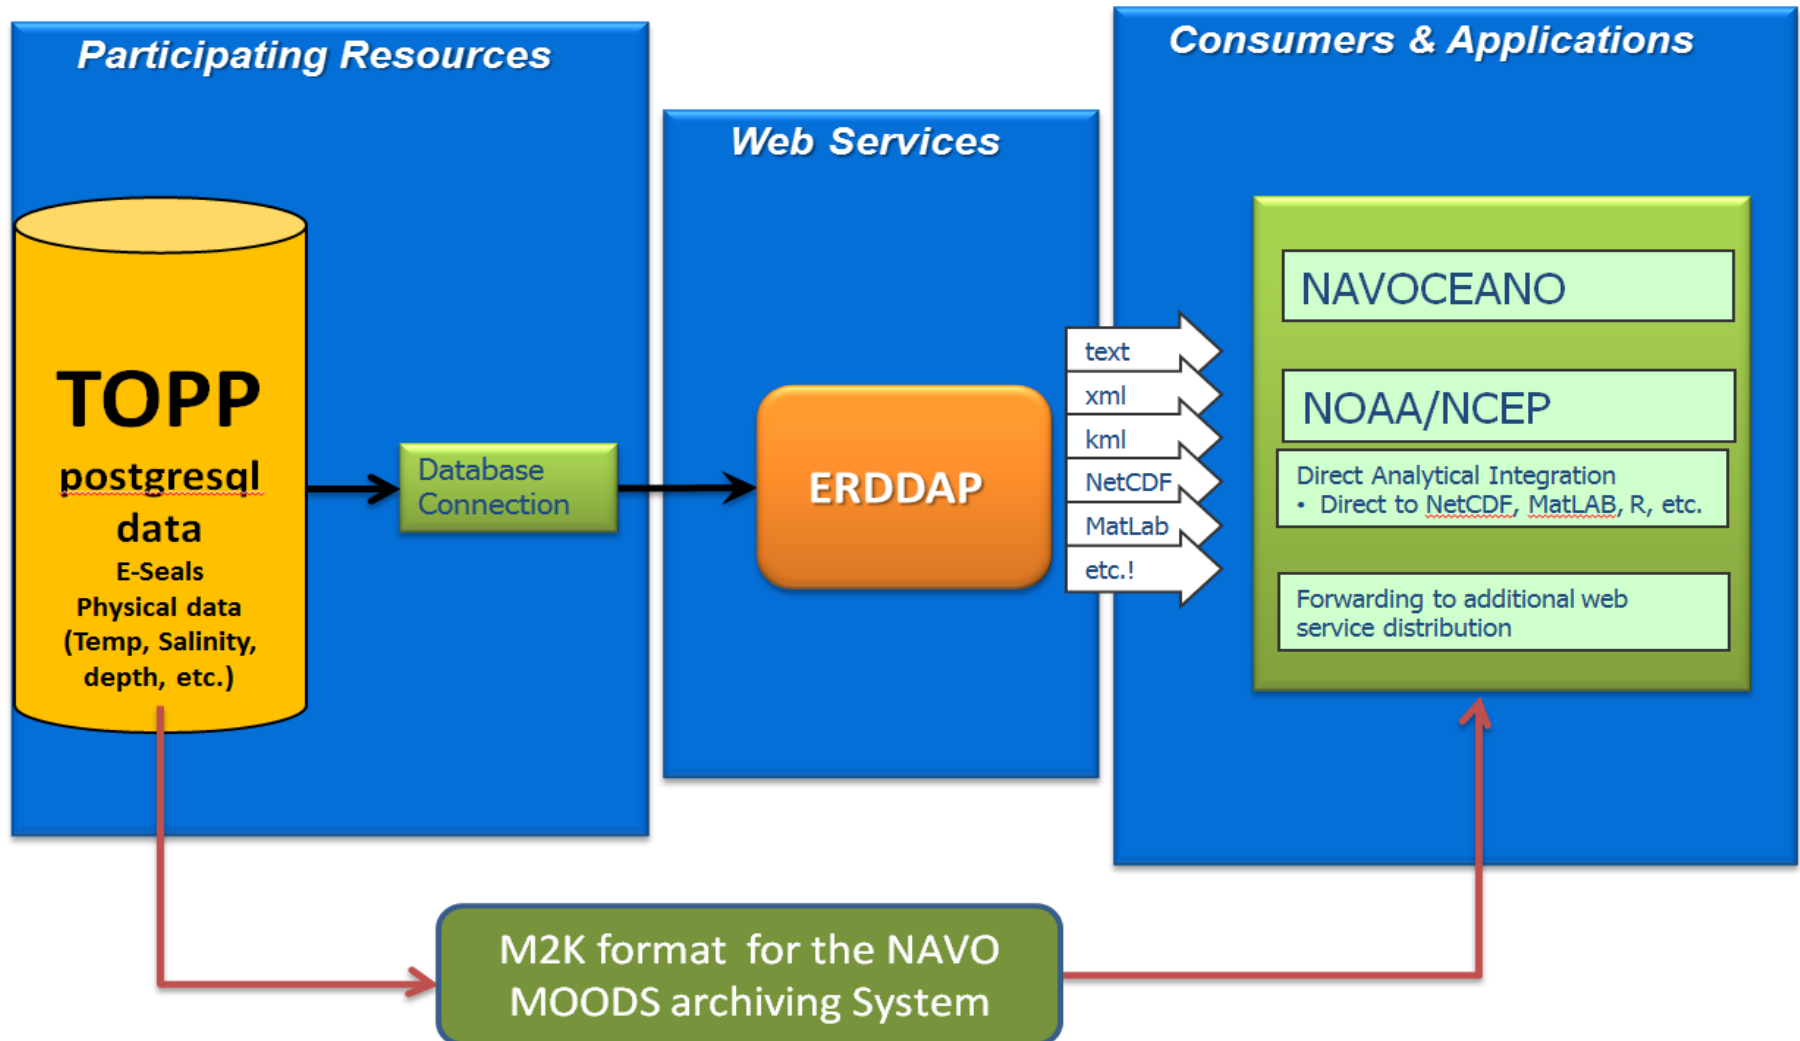 Participating Resources
TOPP
postgresql
data
E-Seals
Physical data
(Temp, Salinity,
depth, etc.)
Database
Connection
Web Services
ERDDAP
text
xml
kml
NetCDF
MatLab
etc.!
Consumers & Applications
NAVOCEANO
NOAA/NCEP
Direct Analytical Integration
• Direct to NetCDF, MatLAB, R, etc.
Forwarding to additional web
service distribution
M2K format for the NAVO
MOODS archiving System